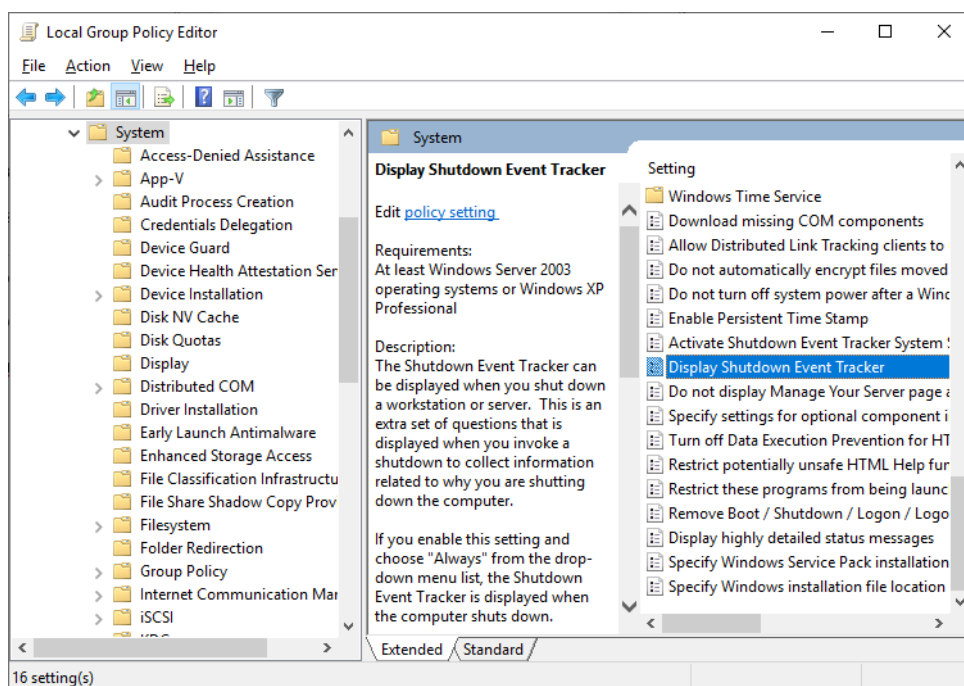 Local Group Policy Editor
File Action View Help
System
Access-Denied Assistance
App-V
Audit Process Creation
Credentials Delegation
Device Guard
Device Health Attestation Ser
Device Installation
Disk NV Cache
Disk Quotas
Display
Distributed COM
Driver Installation
Early Launch Antimalware
Enhanced Storage Access
File Classification Infrastructu
File Share Shadow Copy Prov
Filesystem
Folder Redirection
Group Policy
Internet Communication Mar
iSCSI
System
Display Shutdown Event Tracker
Edit policy setting
Requirements:
At least Windows Server 2003
operating systems or Windows XP
Professional
Description:
The Shutdown Event Tracker can
be displayed when you shut down
a workstation or server. This is an
extra set of questions that is
displayed when you invoke a
shutdown to collect information
related to why you are shutting
down the computer.
If you enable this setting and
choose "Always" from the drop-
down menu list, the Shutdown
Event Tracker is displayed when
the computer shuts down.
Setting
Windows Time Service
Download missing COM components
Allow Distributed Link Tracking clients to
Do not automatically encrypt files moved
Do not turn off system power after a Winc
Enable Persistent Time Stamp
Activate Shutdown Event Tracker System
Display Shutdown Event Tracker
Do not display Manage Your Server page a
Specify settings for optional component i
Turn off Data Execution Prevention for HT
Restrict potentially unsafe HTML Help fur
Restrict these programs from being launc
Remove Boot / Shutdown / Logon / Logo
Display highly detailed status messages
Specify Windows Service Pack installation
Specify Windows installation file location
Extended Standard
16 setting(s)